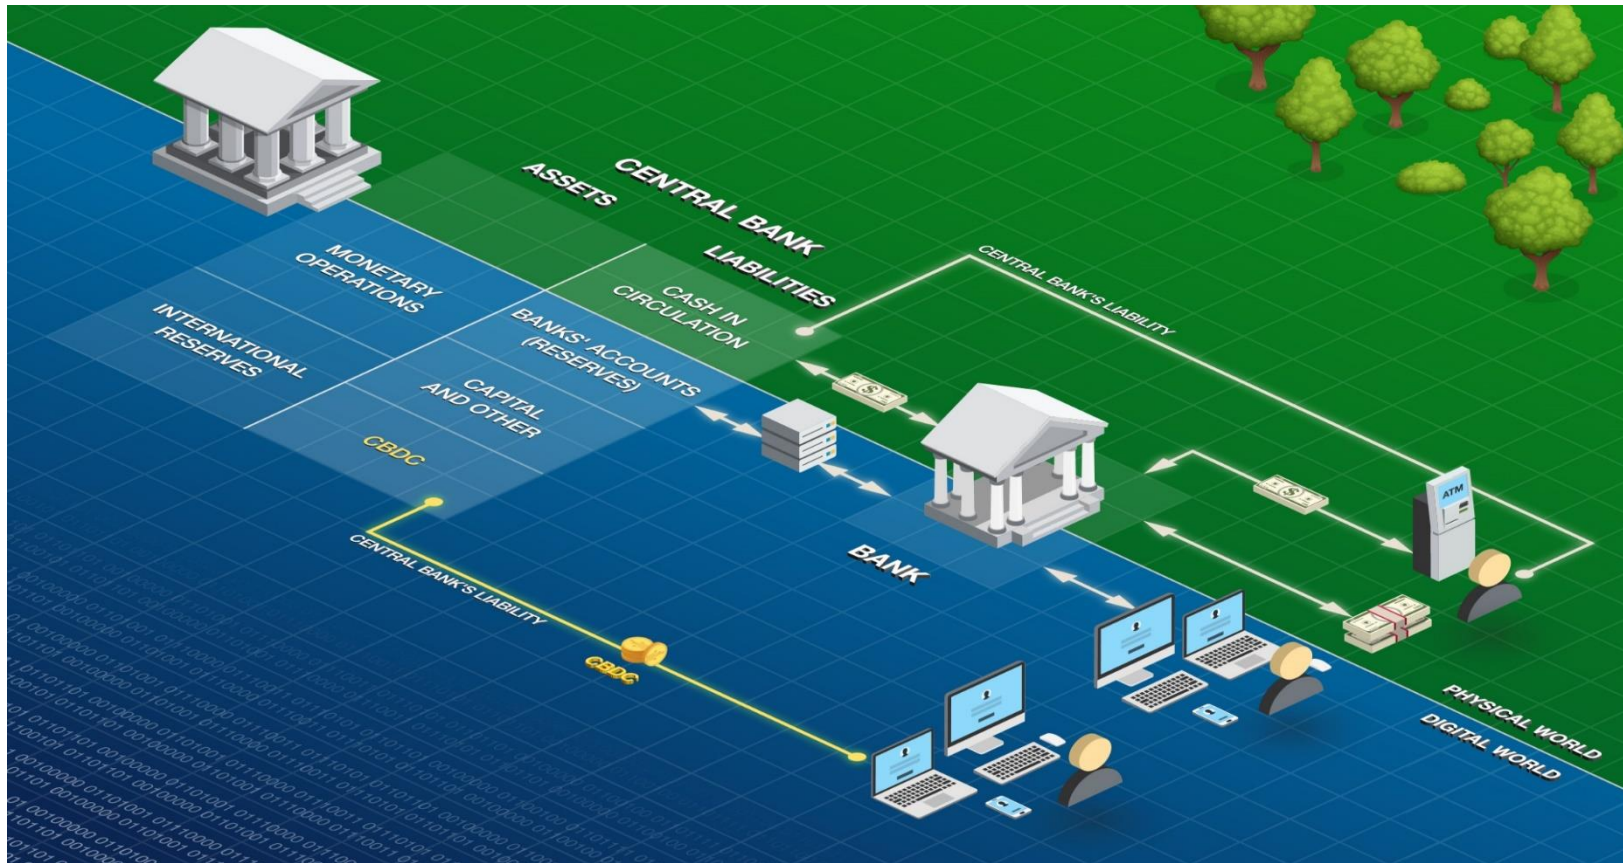 CENTRAL BANK
ASSETS
LIABILITIES
MONETARY
OPERATIONS
INTERNATIONAL
RESERVES
CASH IN
CIRCULATION
BANKS' ACCOUNTS
(RESERVES)
CAPITAL
AND OTHER
CBDC
CENTRAL BANK'S LIABILITY
ATM
BANK
CENTRAL BANK'S LIABILITY
CBDC
PHYSICAL WORLD
DIGITAL WORLD